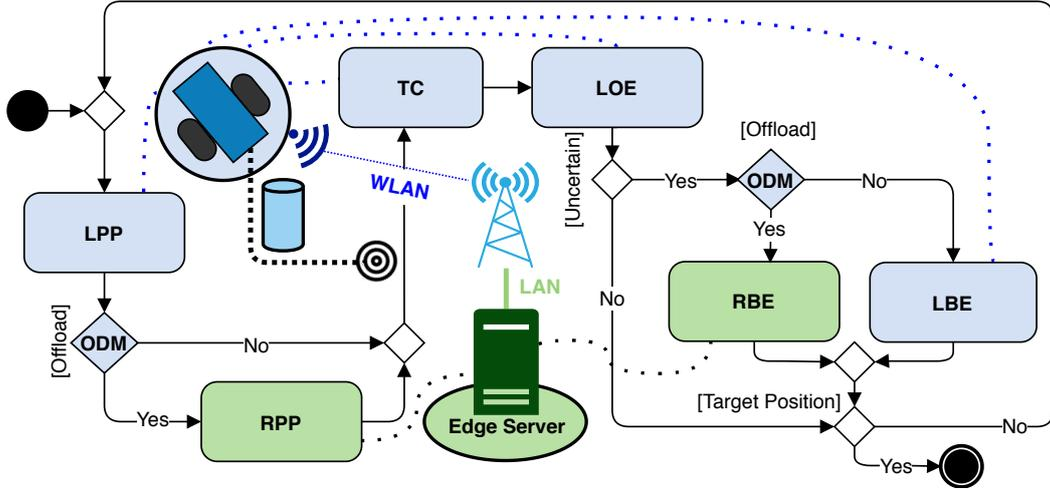 TC
LOE
[Offload]
[Uncertain]
Yes
ODM
No
WLAN
Yes
LPP
LAN
RBE
LBE
No
[Offload]
ODM
No
[Target Position]
Yes
RPP
Edge Server
No
Yes